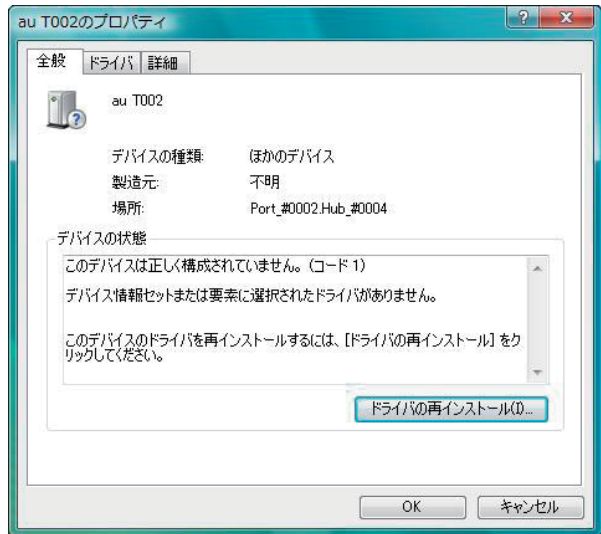 au T002のプロパティ
全般
ドライバ
詳細
au T002
デバイスの種類:
ほかのデバイス
製造元:
不明
場所:
Port_#0002.Hub_#0004
デバイスの状態
このデバイスは正しく構成されていません。(コード 1)
デバイス情報セットまたは要素に選択されたドライバがありません。
このデバイスのドライバを再インストールするには、[ドライバの再インストール] をク
リックしてください。
ドライバの再インストール(I)...
OK
キャンセル